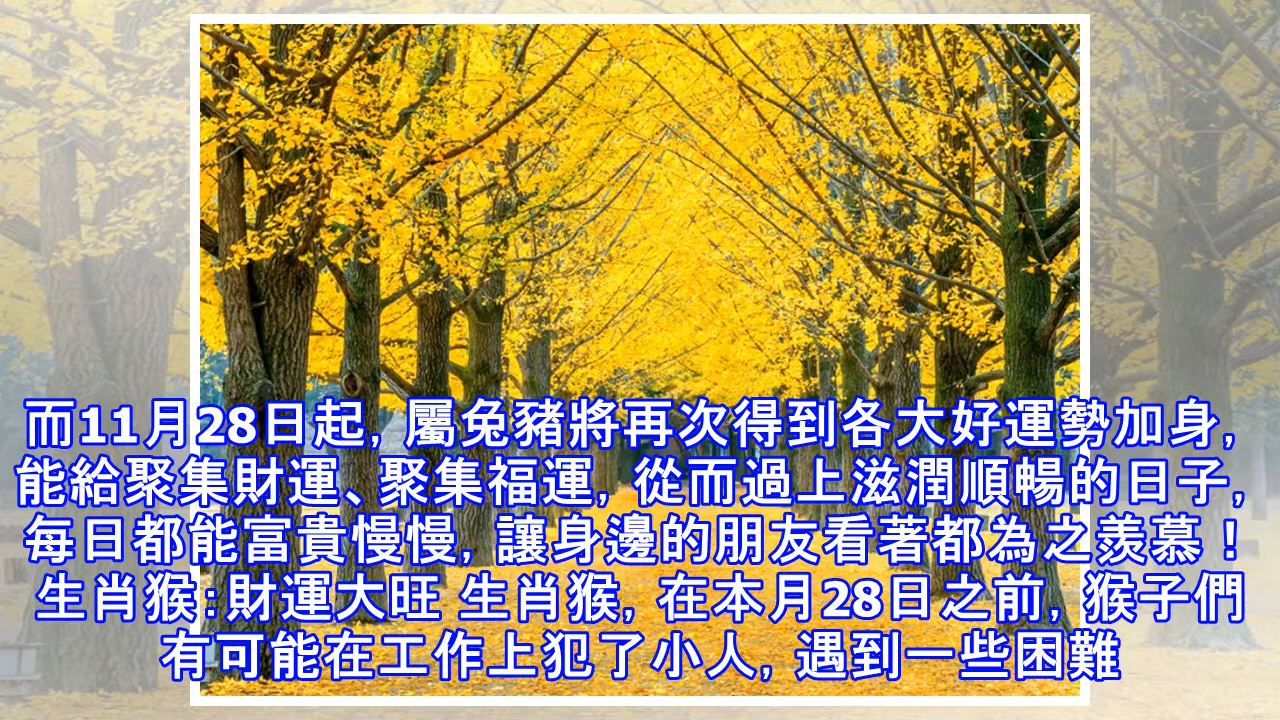 而11月28日起, 屬兔豬將再次得到各大好運勢加身,
能給聚集財運、聚集福運, 從而過上滋潤順暢的日子,
每日都能富貴慢慢, 讓身邊的朋友看著都為之羨慕！
生肖猴:財運大旺 生肖猴, 在本月28日之前, 猴子們
有可能在工作上犯了小人, 遇到一些困難